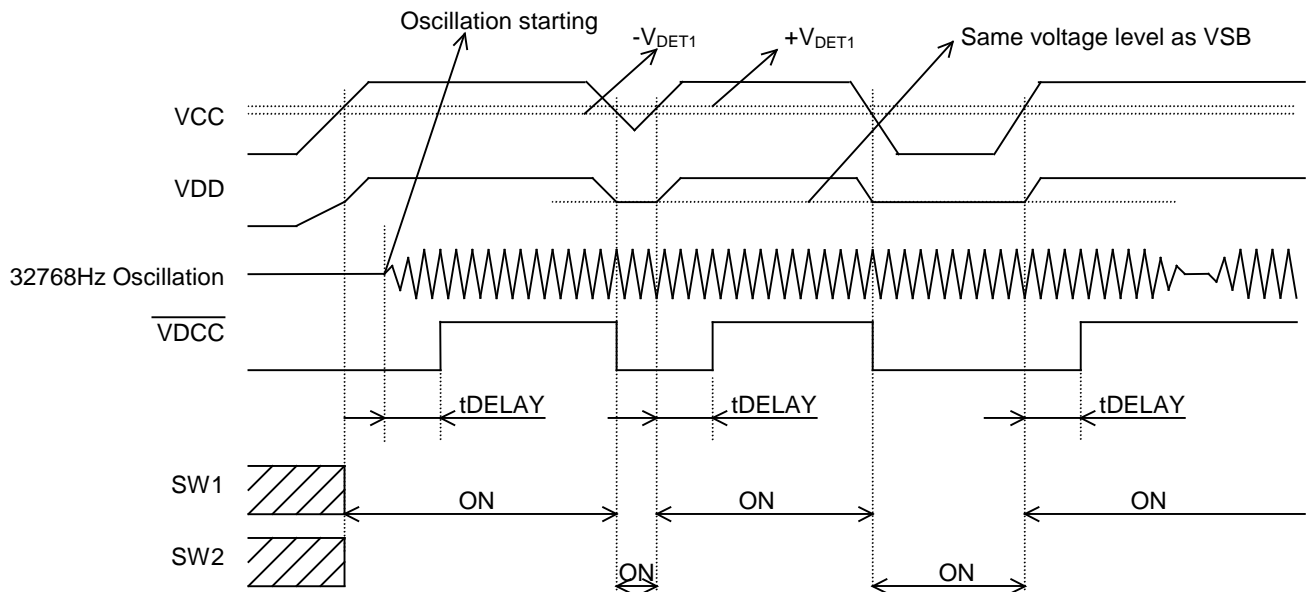 Oscillation starting
-VDET1
+VDET1
Same voltage level as VSB
VCC
VDD
32768Hz Oscillation
VDCC
tDELAY
tDELAY
tDELAY
SW1
ON
ON
ON
SW2
ON
ON